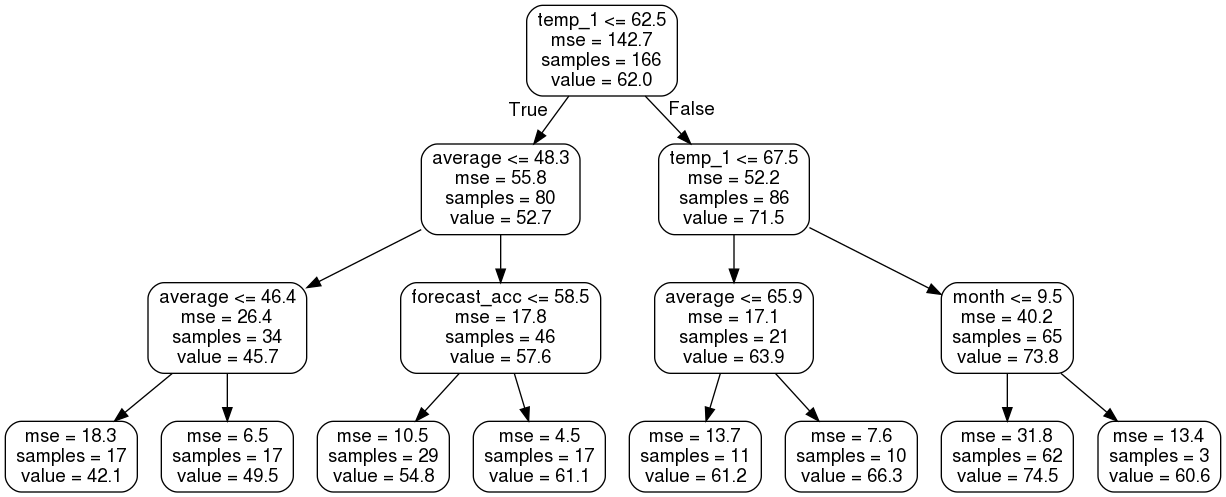 temp_1 <= 62.5
mse = 142.7
samples = 166
value = 62.0
True
False
average <= 48.3
mse = 55.8
samples = 80
value = 52.7
temp_1 <= 67.5
mse = 52.2
samples = 86
value = 71.5
average <= 46.4
mse = 26.4
samples = 34
value = 45.7
forecast_acc <= 58.5
mse = 17.8
samples = 46
value = 57.6
average <= 65.9
mse = 17.1
samples = 21
value = 63.9
month <= 9.5
mse = 40.2
samples = 65
value = 73.8
mse = 18.3
samples = 17
value = 42.1
mse = 6.5
samples = 17
value = 49.5
mse = 10.5
samples = 29
value = 54.8
mse = 4.5
samples = 17
value = 61.1
mse = 13.7
samples = 11
value = 61.2
mse = 7.6
samples = 10
value = 66.3
mse = 31.8
samples = 62
value = 74.5
mse = 13.4
samples = 3
value = 60.6